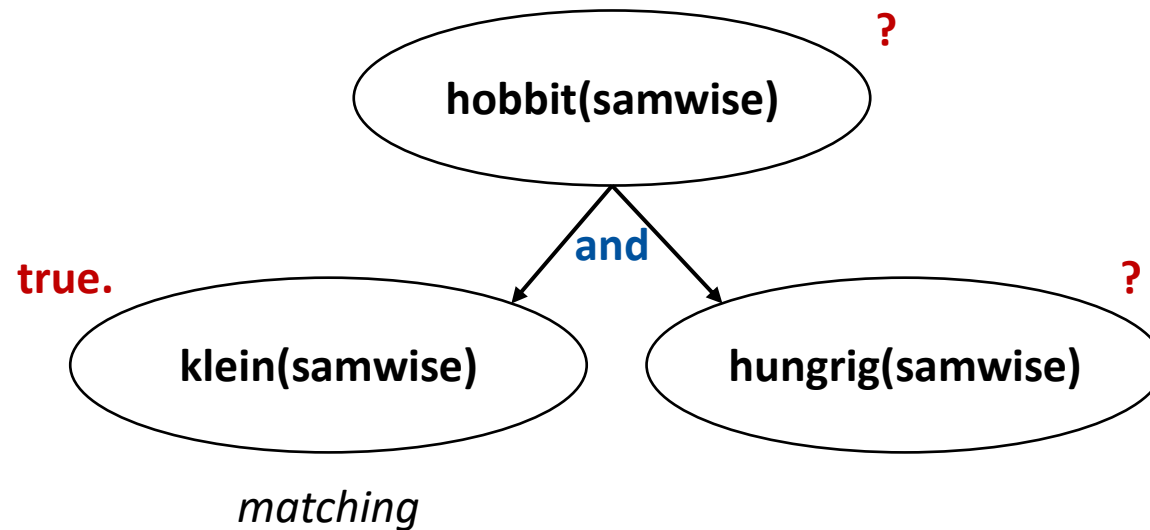 ?
hobbit(samwise)
and
true.
?
klein(samwise)
hungrig(samwise)
matching